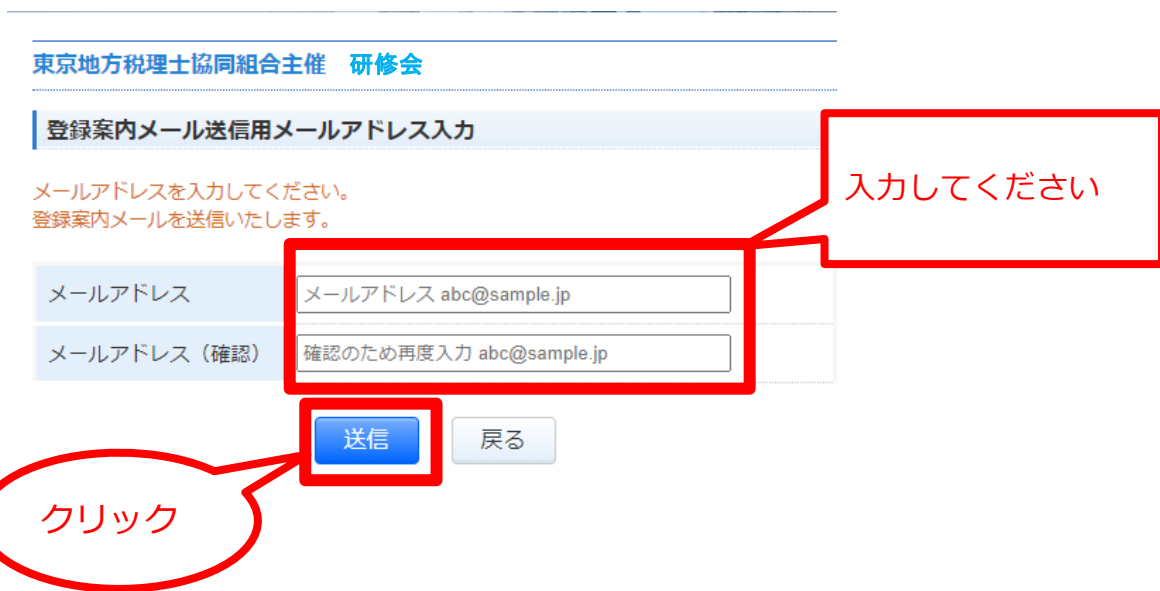 東京地方税理士協同組合主催 研修会
登録案内メール送信用メールアドレス入力
メールアドレスを入力してください。
登録案内メールを送信いたします。
入力してください
メールアドレス メールアドレス abc@sample.jp
メールアドレス（確認） 確認のため再度入力 abc@sample.jp
送信 戻る
クリック